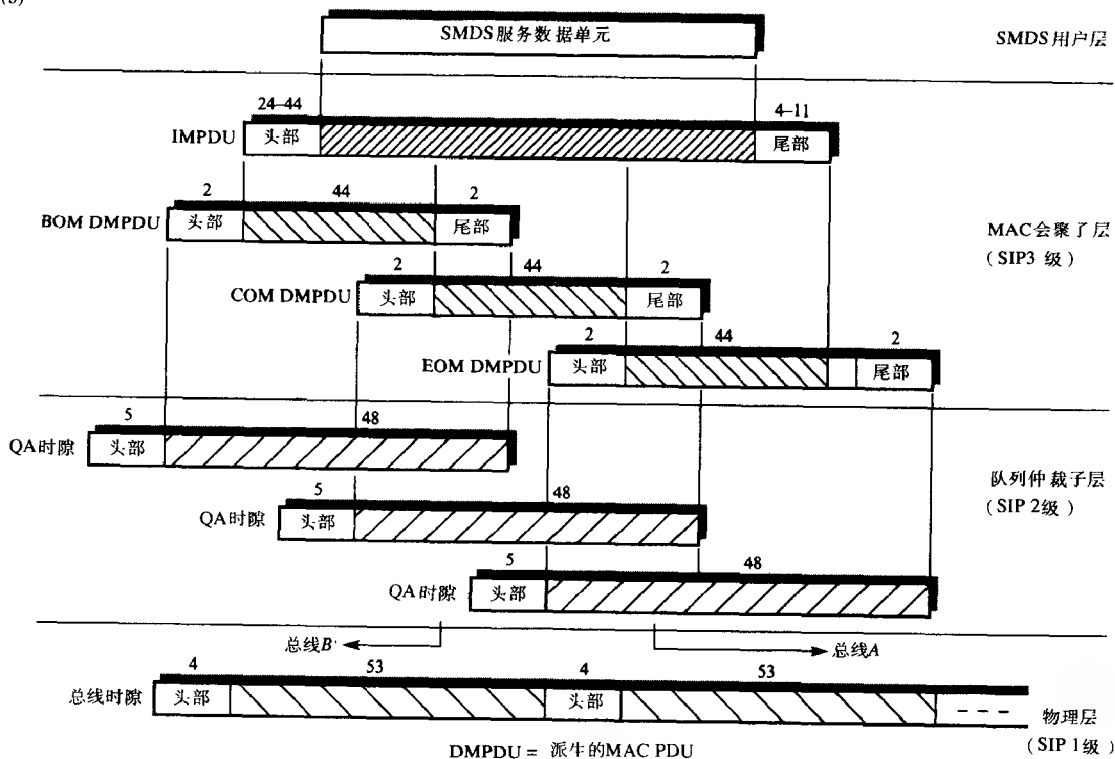 SMDS服务数据单元
SMDS用户层
24–44
4–11
IMPDU
头部
尾部
2
44
2
BOM DMPDU
头部
尾部
MAC会聚子层
(SIP3 级)
2
44
2
COM DMPDU
头部
尾部
2
44
2
EOM DMPDU
头部
尾部
5
48
QA时隙
头部
队列仲裁子层
(SIP 2级)
5
48
QA时隙
头部
5
48
QA时隙
头部
总线B
总线A
4
53
4
53
总线时隙
头部
头部
物理层
(SIP 1级)
DMPDU = 派生的MAC PDU